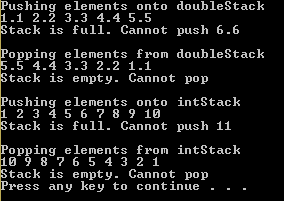 Pushing elements onto doubleStack
1.1 2.2 3.3 4.4 5.5
Stack is full. Cannot push 6.6
Popping elements from doubleStack
5.5 4.4 3.3 2.2 1.1
Stack is empty. Cannot pop
Pushing elements onto intStack
1 2 3 4 5 6 7 8 9 10
Stack is full. Cannot push 11
Popping elements from intStack
10 9 8 7 6 5 4 3 2 1
Stack is empty. Cannot pop
Press any key to continue . . .